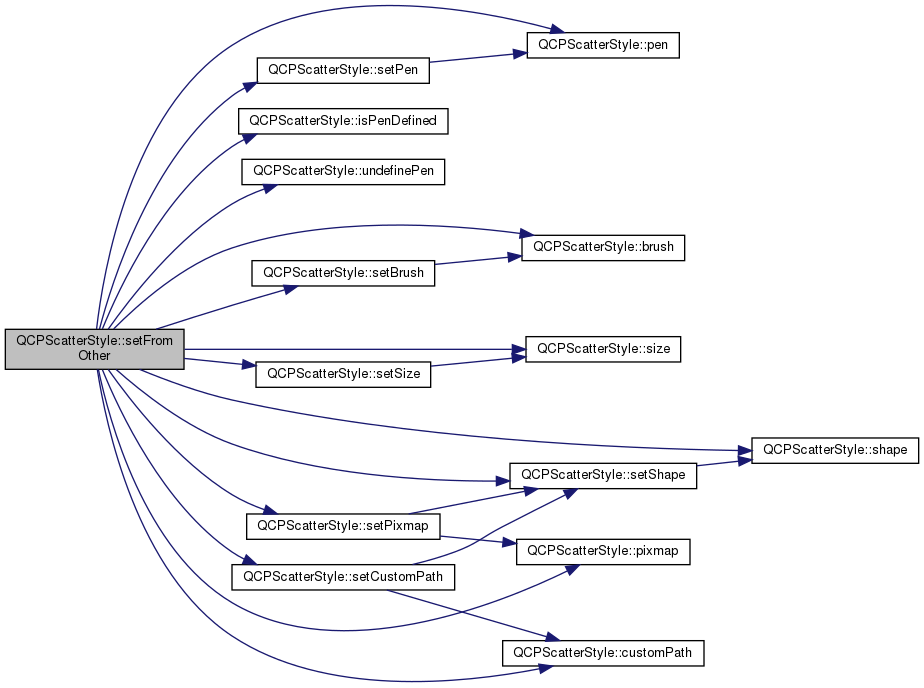 QCPScatterStyle::pen
QCPScatterStyle::setPen
QCPScatterStyle::isPenDefined
QCPScatterStyle::undefinePen
QCPScatterStyle::brush
QCPScatterStyle::setBrush
QCPScatterStyle::setFrom
Other
QCPScatterStyle::size
QCPScatterStyle::setSize
QCPScatterStyle::shape
QCPScatterStyle::setShape
QCPScatterStyle::setPixmap
QCPScatterStyle::pixmap
QCPScatterStyle::setCustomPath
QCPScatterStyle::customPath